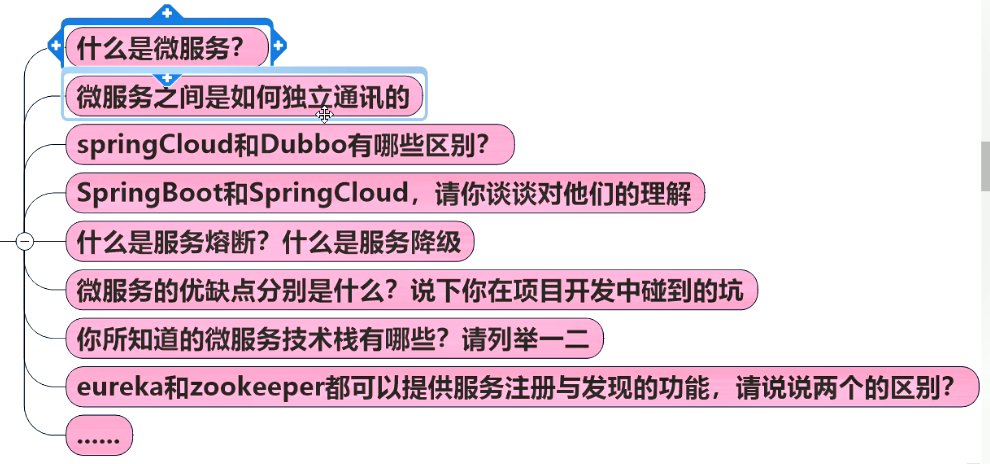 什么是微服务？
微服务之间是如何独立通讯的
springCloud和Dubbo有哪些区别？
SpringBoot和SpringCloud，请你谈谈对他们的理解
什么是服务熔断？什么是服务降级
微服务的优缺点分别是什么？说下你在项目开发中碰到的坑
你所知道的微服务技术栈有哪些？请列举一二
eureka和zookeeper都可以提供服务注册与发现的功能，请说说两个的区别？
......